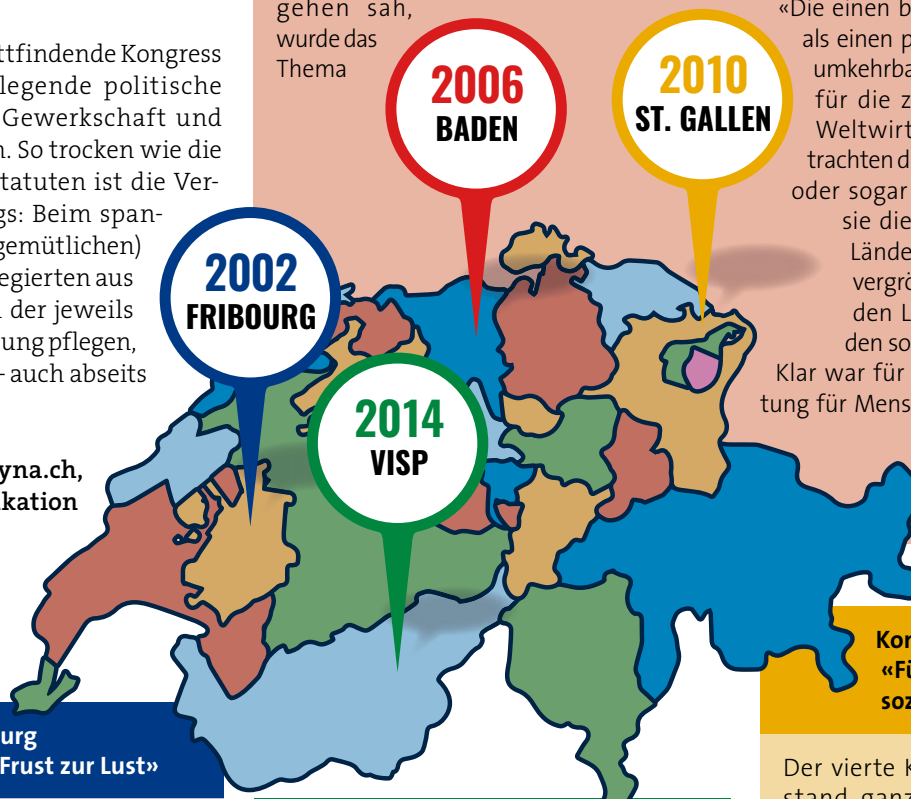 ttfindende Kongress
legende politische
Gewerkschaft und
n. So trocken wie die
tatuten ist die Ver-
gs: Beim span-
gemütlichen)
egierten aus
der jeweils
ung pflegen,
– auch abseits
yna.ch,
kation
gehen sah,
wurde das
Thema
2006
BADEN
2010
ST. GALLEN
2002
FRIBOURG
2014
VISP
«Die einen b
als einen p
umkehrba
für die z
Weltwirt
trachten d
oder sogar
sie die
Lände
vergrö
den L
den so
Klar war für
tung für Mens
urg
Frust zur Lust»
Kor
«Fü
soz
Der vierte K
stand ganz